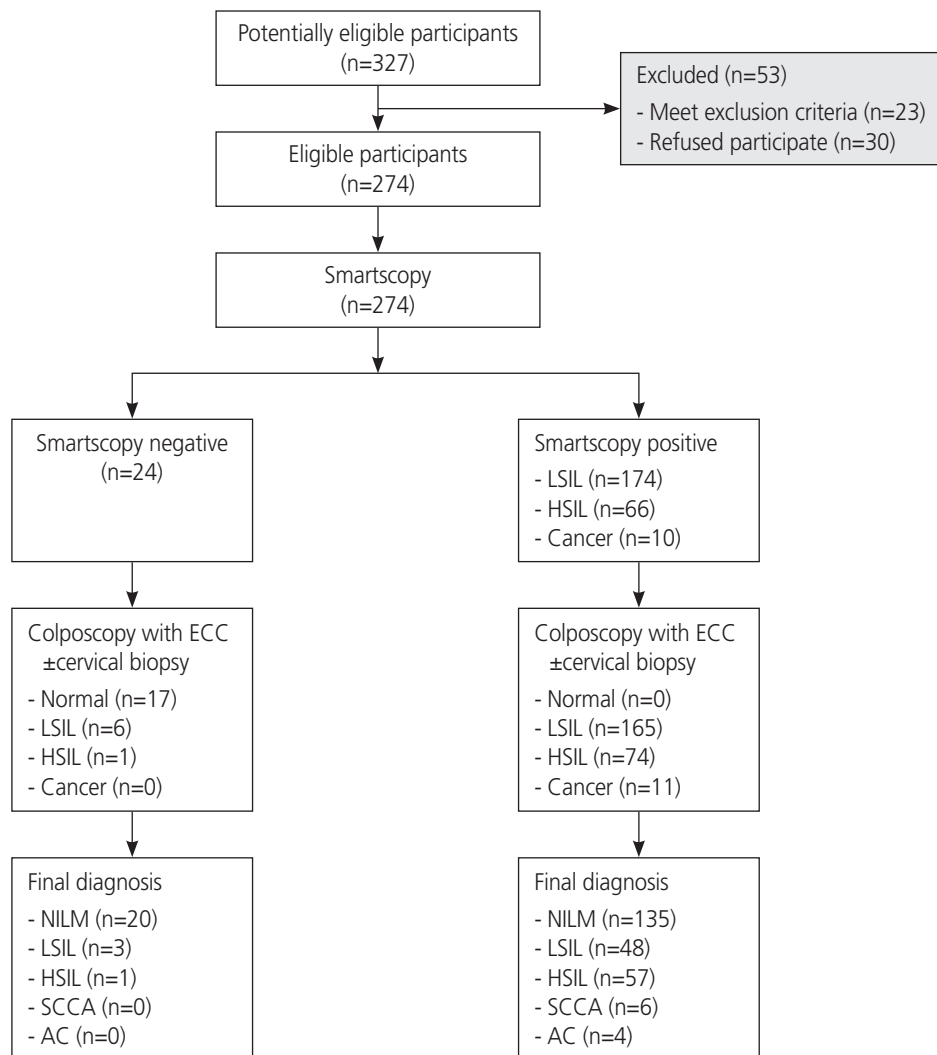 Potentially eligible participants
(n=327)
Excluded (n=53)
- Meet exclusion criteria (n=23)
- Refused participate (n=30)
Eligible participants
(n=274)
Smartscopy
(n=274)
Smartscopy negative
(n=24)
Smartscopy positive
- LSIL (n=174)
- HSIL (n=66)
- Cancer (n=10)
Colposcopy with ECC
±cervical biopsy
- Normal (n=17)
- LSIL (n=6)
- HSIL (n=1)
- Cancer (n=0)
Colposcopy with ECC
±cervical biopsy
- Normal (n=0)
- LSIL (n=165)
- HSIL (n=74)
- Cancer (n=11)
Final diagnosis
- NILM (n=20)
- LSIL (n=3)
- HSIL (n=1)
- SCCA (n=0)
- AC (n=0)
Final diagnosis
- NILM (n=135)
- LSIL (n=48)
- HSIL (n=57)
- SCCA (n=6)
- AC (n=4)